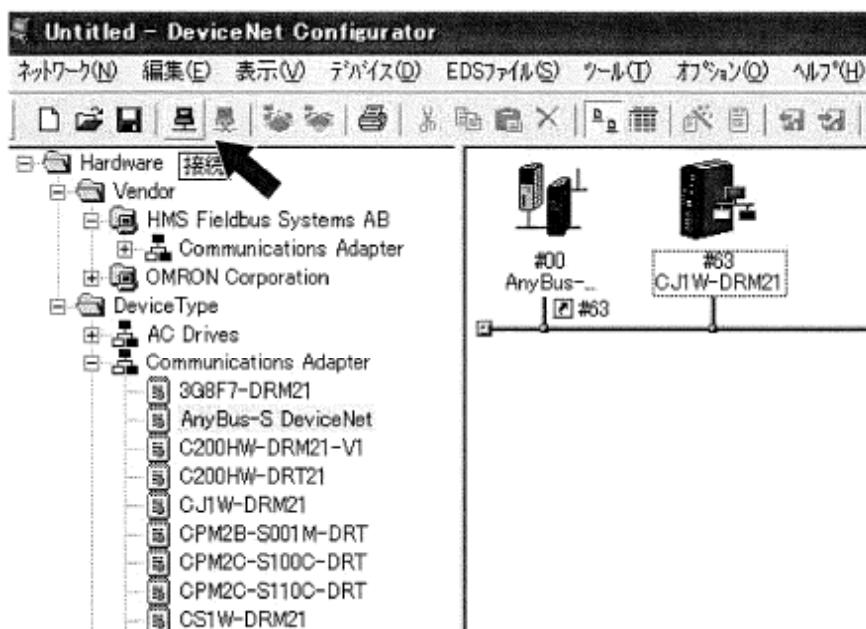 Untitled - DeviceNet Configurator
ネットワーク(N) 編集(E) 表示(V) デバイス(D) EDSファイル(S) ツール(T) オプション(O) ヘルプ(H)
Hardware
接続
Vendor
HMS Fieldbus Systems AB
Communications Adapter
OMRON Corporation
DeviceType
AC Drives
Communications Adapter
3G8F7-DRM21
AnyBus-S DeviceNet
C200HW-DRM21-V1
C200HW-DRT21
CJ1W-DRM21
CPM2B-S001M-DRT
CPM2C-S100C-DRT
CPM2C-S110C-DRT
CS1W-DRM21
#00
AnyBus-...
#63
#63
CJ1W-DRM21